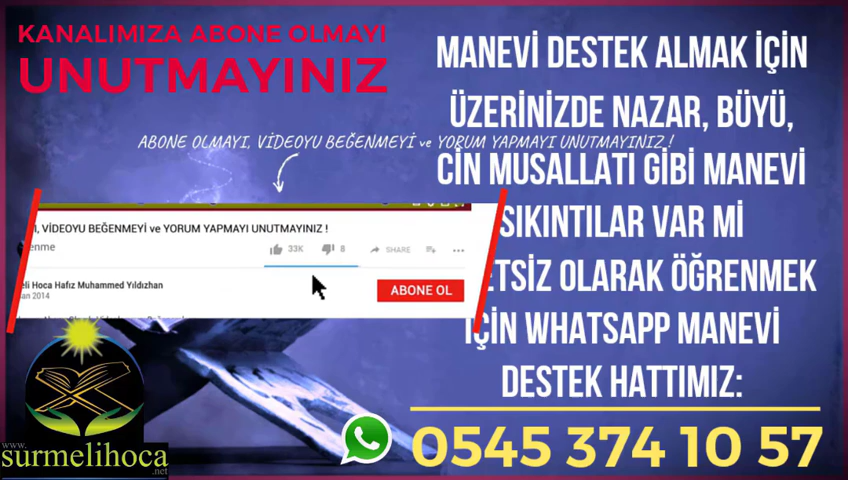 KANALIMIZA ABONE OLMAYI
UNUTMAYINIZ
ABONE OLMAYI, VİDEOYU BEĞENMEYİ ve YORUM YAPMAYI UNUTMAYINIZ !
VİDEOYU BEĞENMEYİ ve YORUM YAPMAYI UNUTMAYINIZ !
33K
8
SHARE
Hoca Hafız Muhammed Yıldızhan
2014
ABONE OL
MANEVİ DESTEK ALMAK İÇİN
ÜZERİNİZDE NAZAR, BÜYÜ,
CİN MUSALLATI GİBİ MANEVİ
SIKINTILAR VAR MI
OLARAK ÖĞRENMEK
İÇİN WHATSAPP MANEVİ
DESTEK HATTIMIZ:
0545 374 10 57
www.
surmelihoca
.net